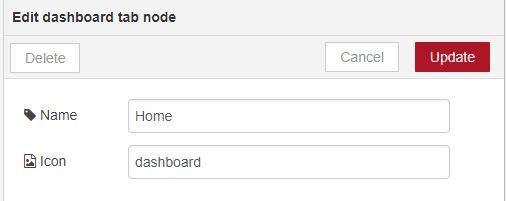 Edit dashboard tab node
Delete
Cancel
Update
Name
Home
Icon
dashboard